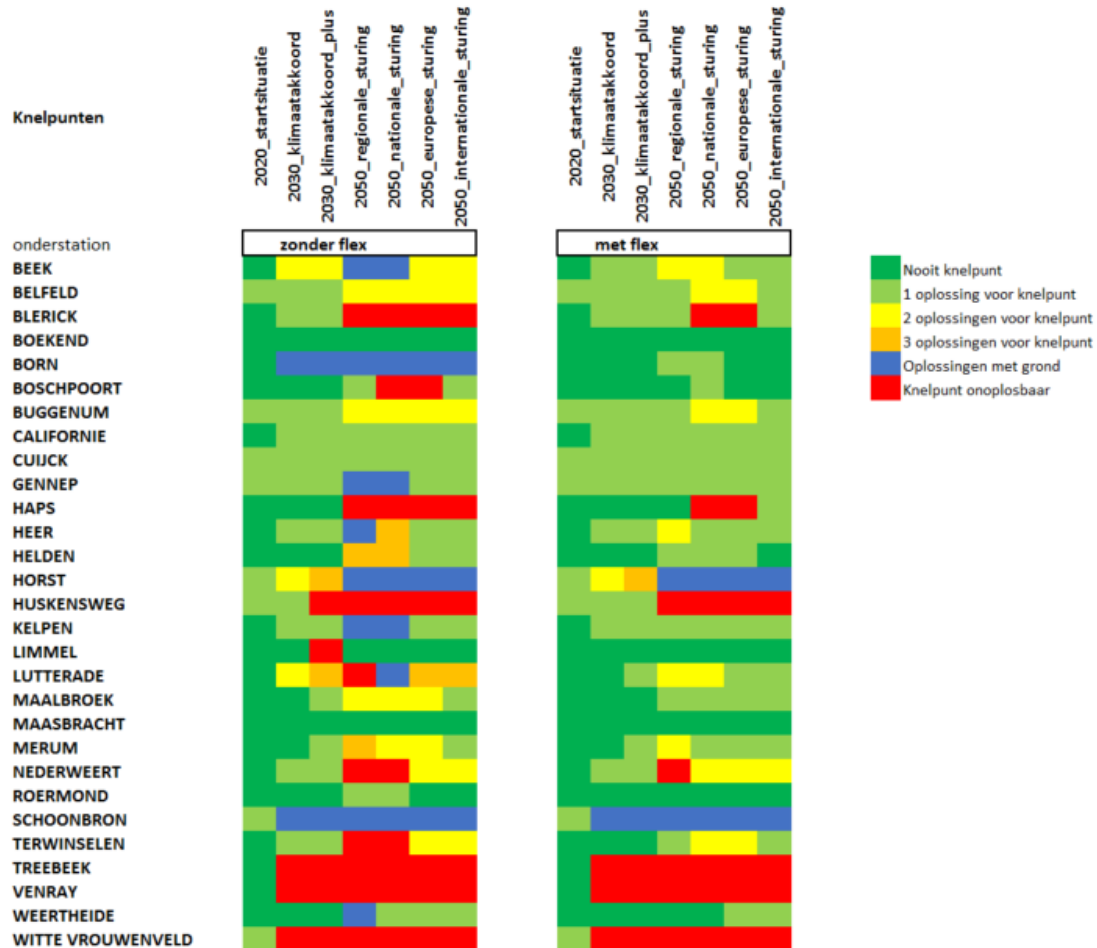 Knelpunten
2020_startsituatie
2030_klimaatakkoord
2030_klimaatakkoord_plus
2050_regionale_sturing
2050_nationale_sturing
2050_europese_sturing
2050_internationale_sturing
2020_startsituatie
2030_klimaatakkoord
2030_klimaatakkoord_plus
2050_regionale_sturing
2050_nationale_sturing
2050_europese_sturing
2050_internationale_sturing
onderstation zonder flex met flex
BEEK
BELFELD
BLERICK
BOEKEND
BORN
BOSCHPOORT
BUGGENUM
CALIFORNIE
CUIJCK
GENNEP
HAPS
HEER
HELDEN
HORST
HUSKENSWEG
KELPEN
LIMMEL
LUTTERADE
MAALBROEK
MAASBRACHT
MERUM
NEDERWEERT
ROERMOND
SCHOONBRON
TERWINSELEN
TREEBEEK
VENRAY
WEERTHEIDE
WITTE VROUWENVELD
Nooit knelpunt
1 oplossing voor knelpunt
2 oplossingen voor knelpunt
3 oplossingen voor knelpunt
Oplossingen met grond
Knelpunt onoplosbaar